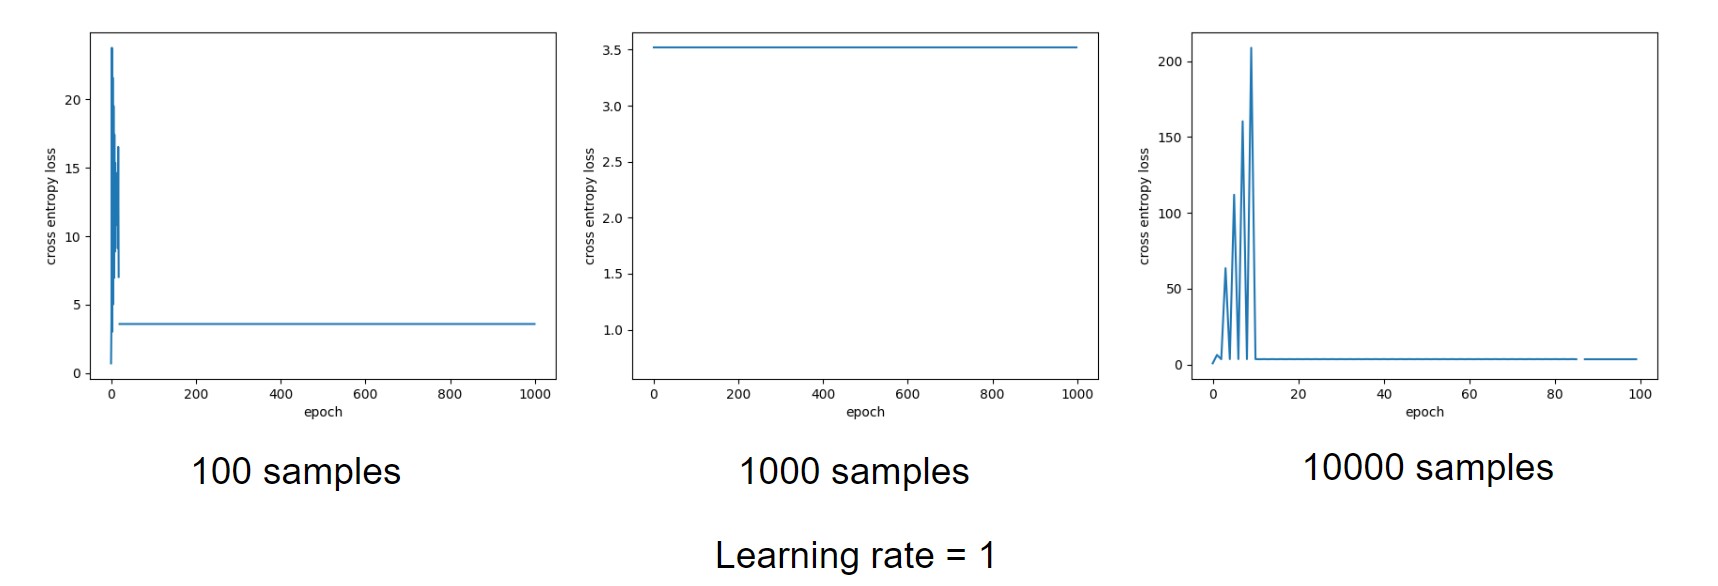 cross entropy loss
20
15
10
5
0
0 200 400 600 800 1000
epoch
100 samples
cross entropy loss
3.5
3.0
2.5
2.0
1.5
1.0
0 200 400 600 800 1000
epoch
1000 samples
cross entropy loss
200
150
100
50
0
0 20 40 60 80 100
epoch
10000 samples
Learning rate = 1